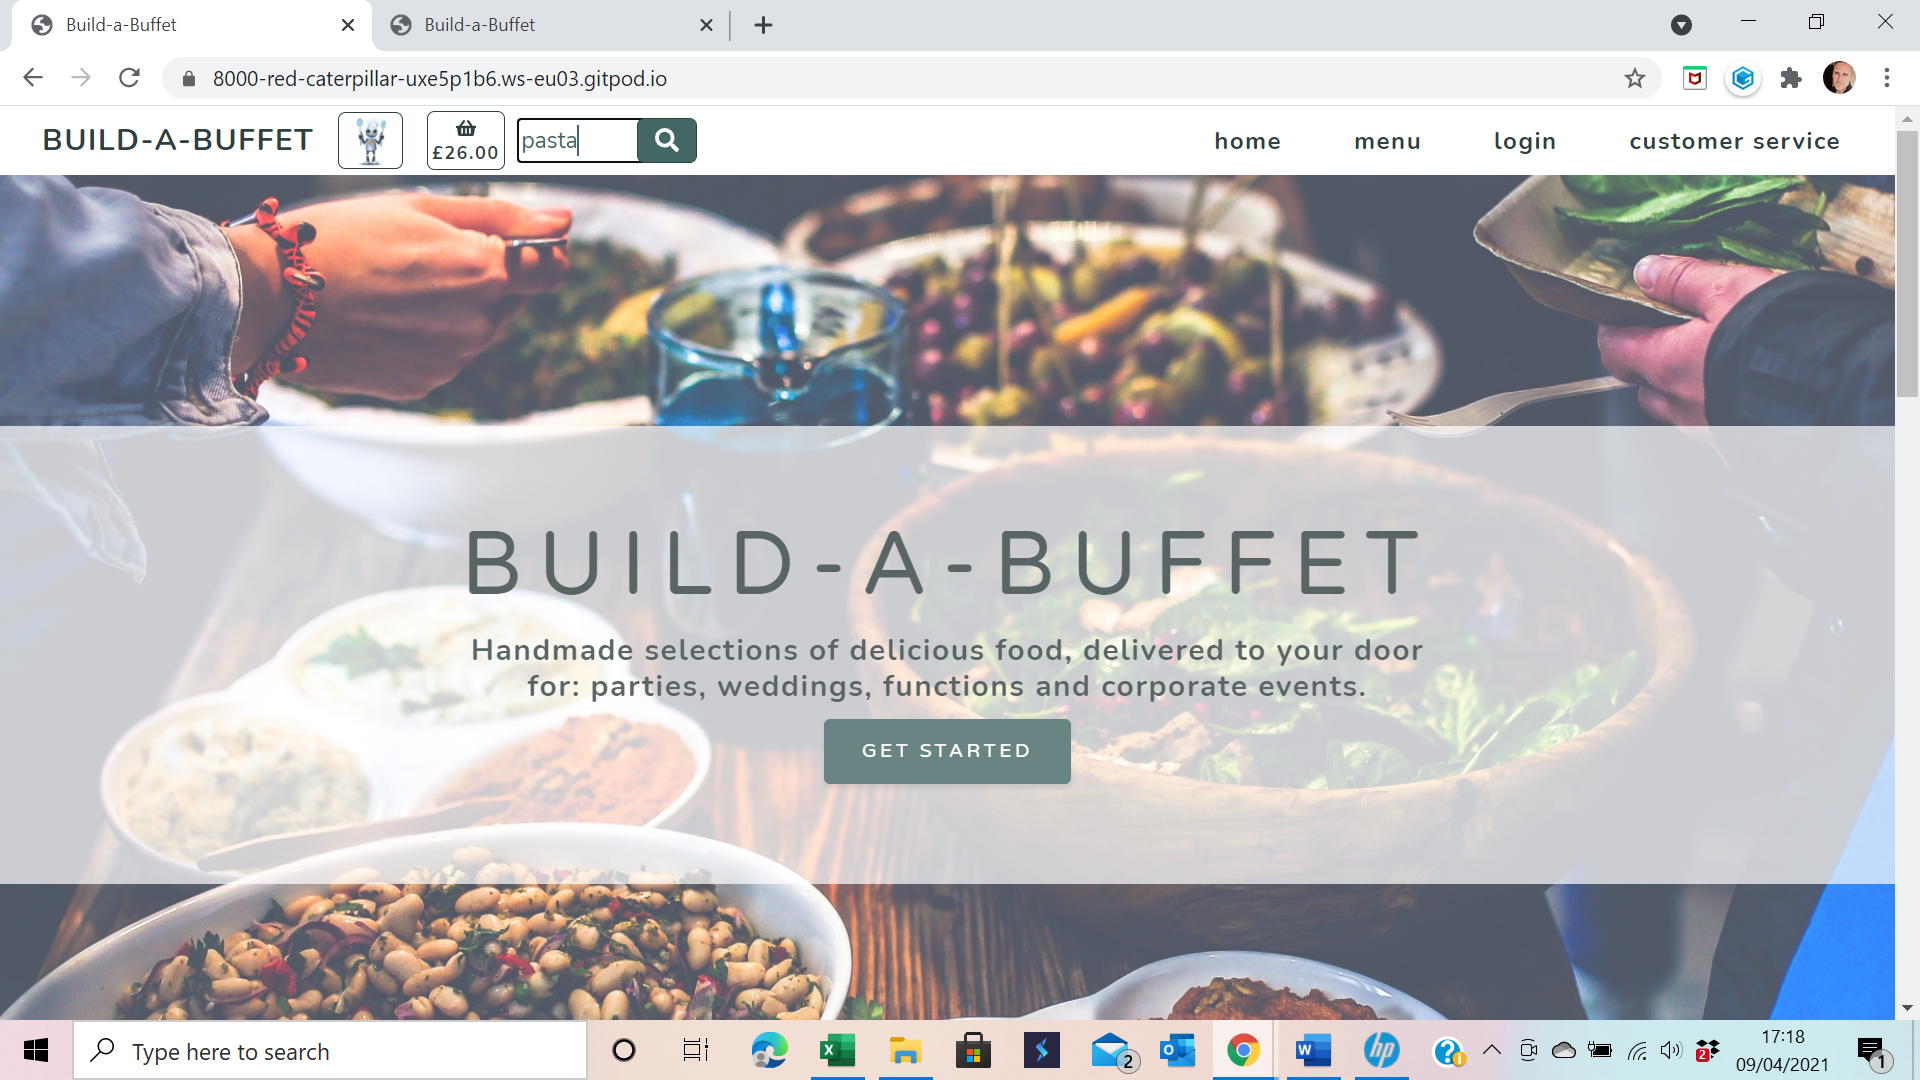 Build-a-Buffet
Build-a-Buffet
8000-red-caterpillar-uxe5p1b6.ws-eu03.gitpod.io
BUILD-A-BUFFET
£26.00
pasta
home
menu
login
customer service
BUILD-A-BUFFET
Handmade selections of delicious food, delivered to your door
for: parties, weddings, functions and corporate events.
GET STARTED
Type here to search
2
2
17:18
09/04/2021
1